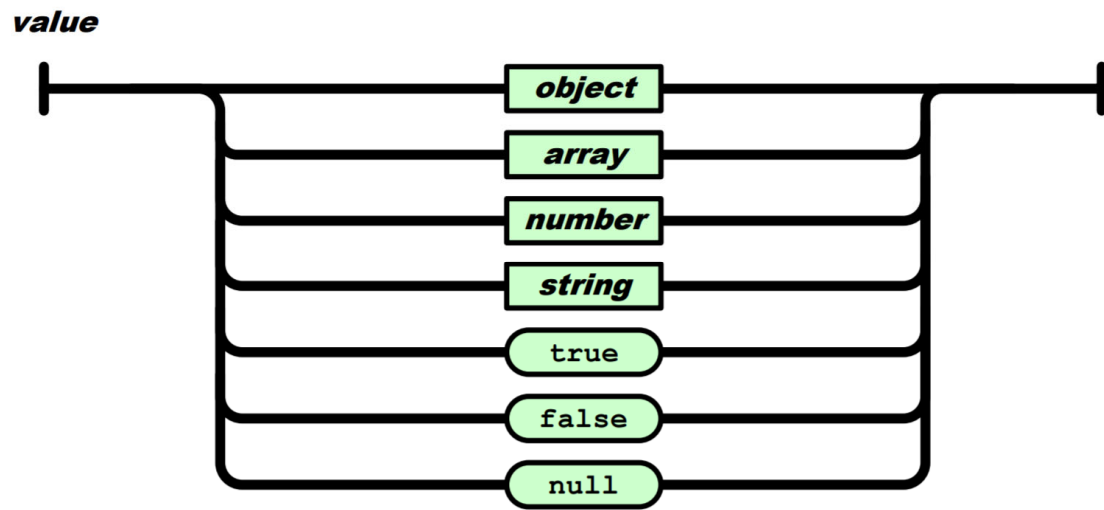 value
object
array
number
string
true
false
null